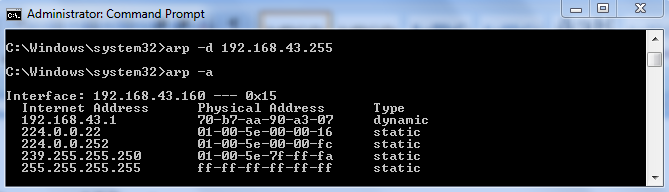 Administrator: Command Prompt
C:\Windows\system32>arp -d 192.168.43.255
C:\Windows\system32>arp -a
Interface: 192.168.43.160 --- 0x15
Internet Address Physical Address Type
192.168.43.1 70-b7-aa-90-a3-07 dynamic
224.0.0.22 01-00-5e-00-00-16 static
224.0.0.252 01-00-5e-00-00-fc static
239.255.255.250 01-00-5e-7f-ff-fa static
255.255.255.255 ff-ff-ff-ff-ff-ff static